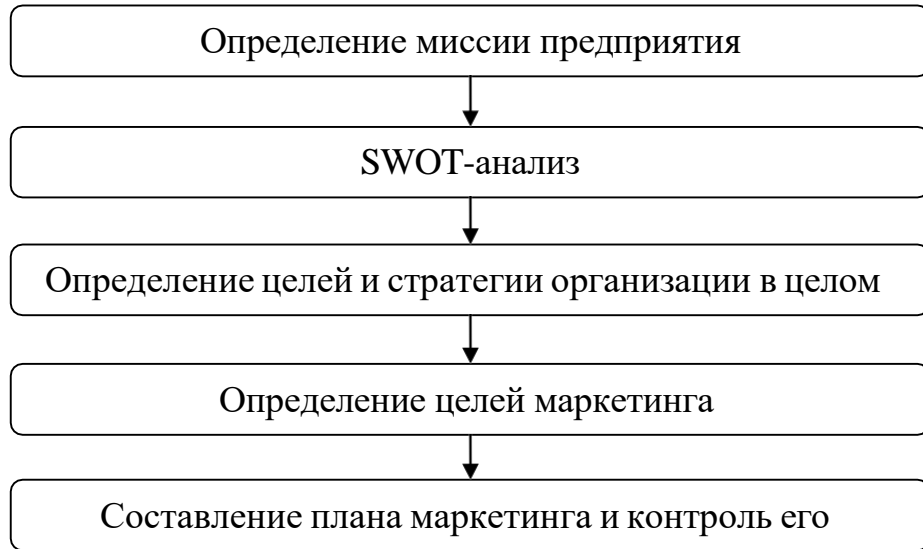 Определение миссии предприятия
SWOT-анализ
Определение целей и стратегии организации в целом
Определение целей маркетинга
Составление плана маркетинга и контроль его